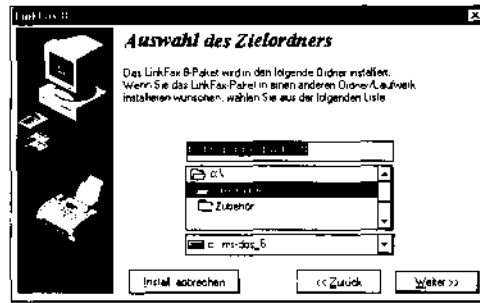 LinkFax 8
Auswahl des Zielordners
Das LinkFax 8-Paket wird in den folgende Ordner installiert.
Wenn Sie das LinkFax-Paket in einen anderen Ordner/Laufwerk
installieren wünschen, wählen Sie aus der folgenden Liste
c:\
Zubehör
c: ms-dos_6
Install abbrechen
<< Zurück
Weiter >>